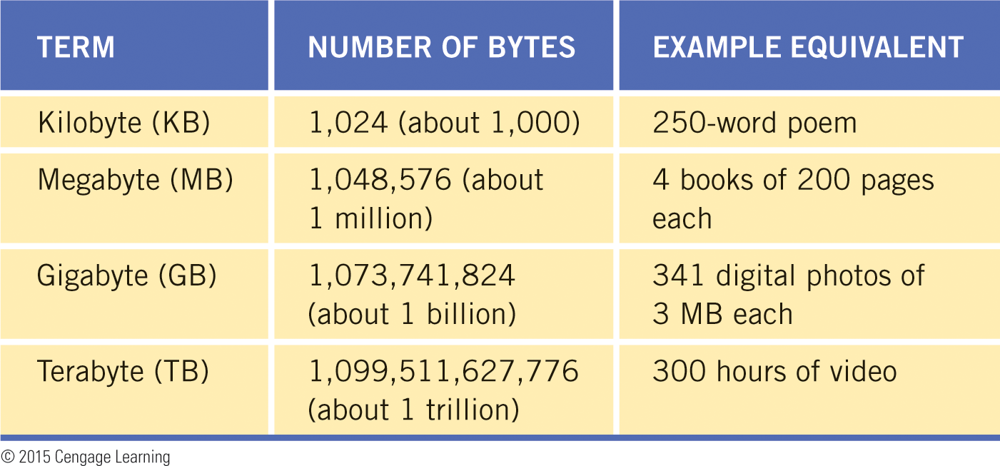 TERM
NUMBER OF BYTES
EXAMPLE EQUIVALENT
Kilobyte (KB)
1,024 (about 1,000)
250-word poem
Megabyte (MB)
1,048,576 (about
1 million)
4 books of 200 pages
each
Gigabyte (GB)
1,073,741,824
(about 1 billion)
341 digital photos of
3 MB each
Terabyte (TB)
1,099,511,627,776
(about 1 trillion)
300 hours of video
© 2015 Cengage Learning